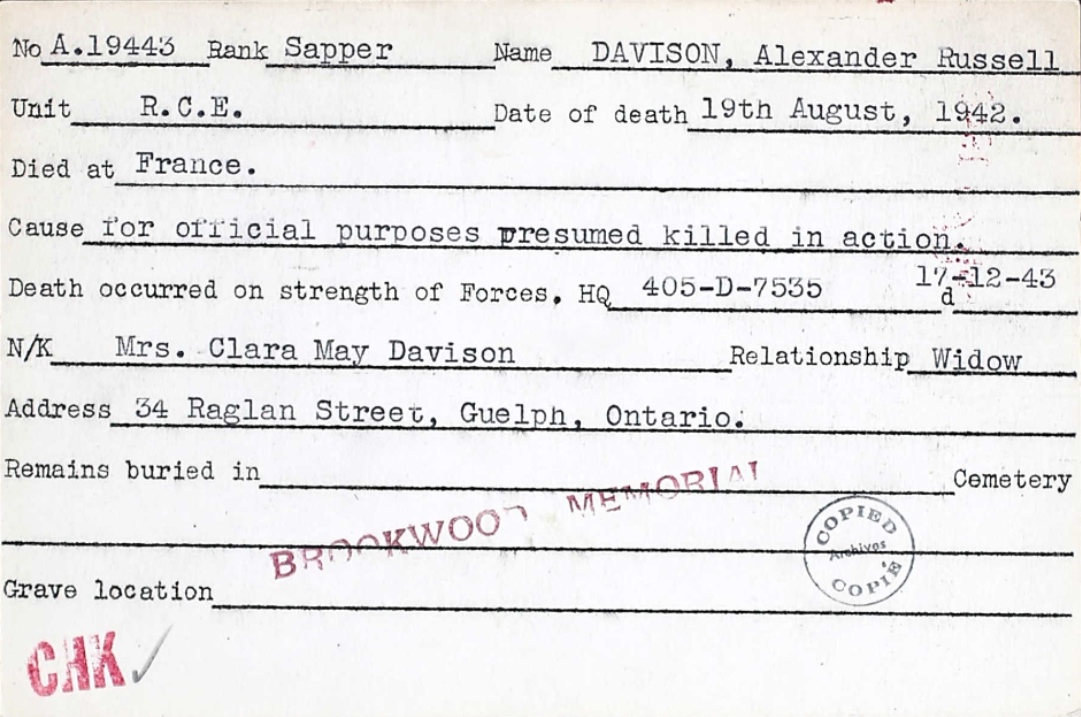 No A.19443 Rank Sapper Name DAVISON, Alexander Russell
Unit R.C.E. Date of death 19th August, 1942.
Died at France.
Cause for official purposes presumed killed in action.
Death occurred on strength of Forces, HQ 405-D-7535 d 17-12-43
N/K Mrs. Clara May Davison Relationship Widow
Address 34 Raglan Street, Guelph, Ontario.
Remains buried in Cemetery
BROOKWOOD MEMORIAL
COPIED
Archives
COPIÉ
Grave location
CHK